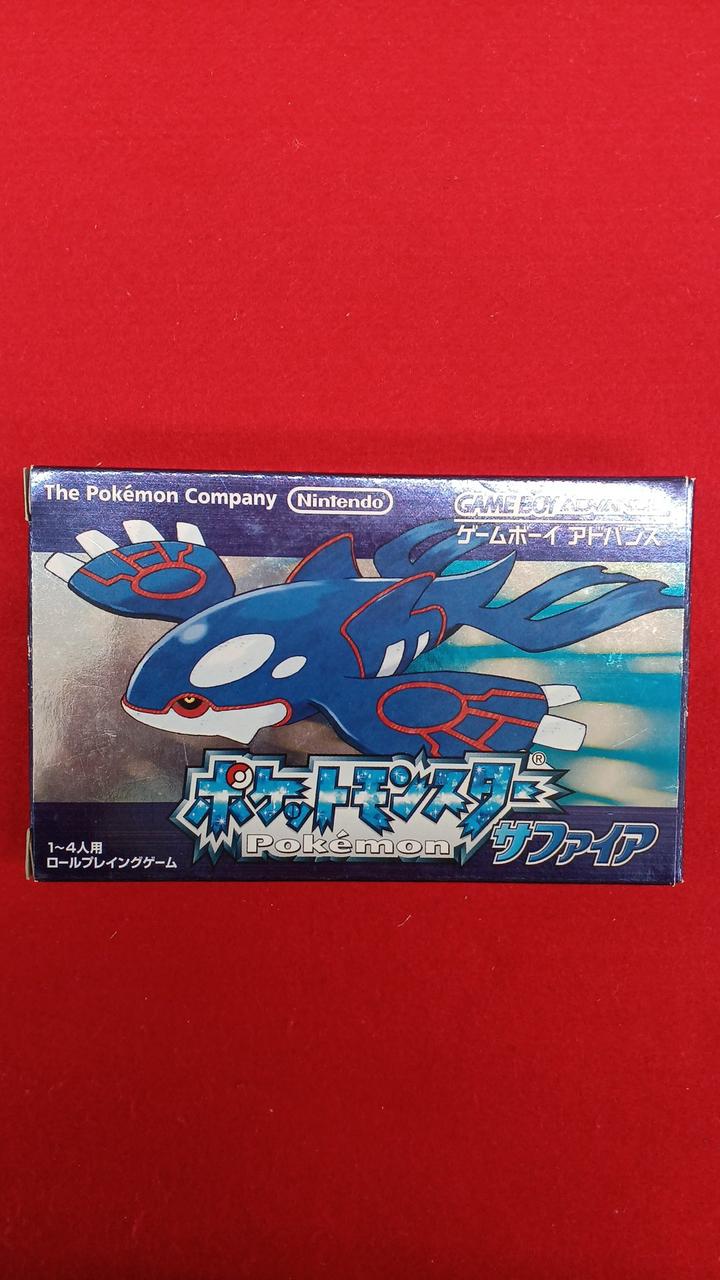 The Pokémon Company Nintendo
GAME BOY ADVANCE
ゲームボーイ アドバンス
ポケットモンスター®
Pokémon サファイア
1~4人用
ロールプレイングゲーム